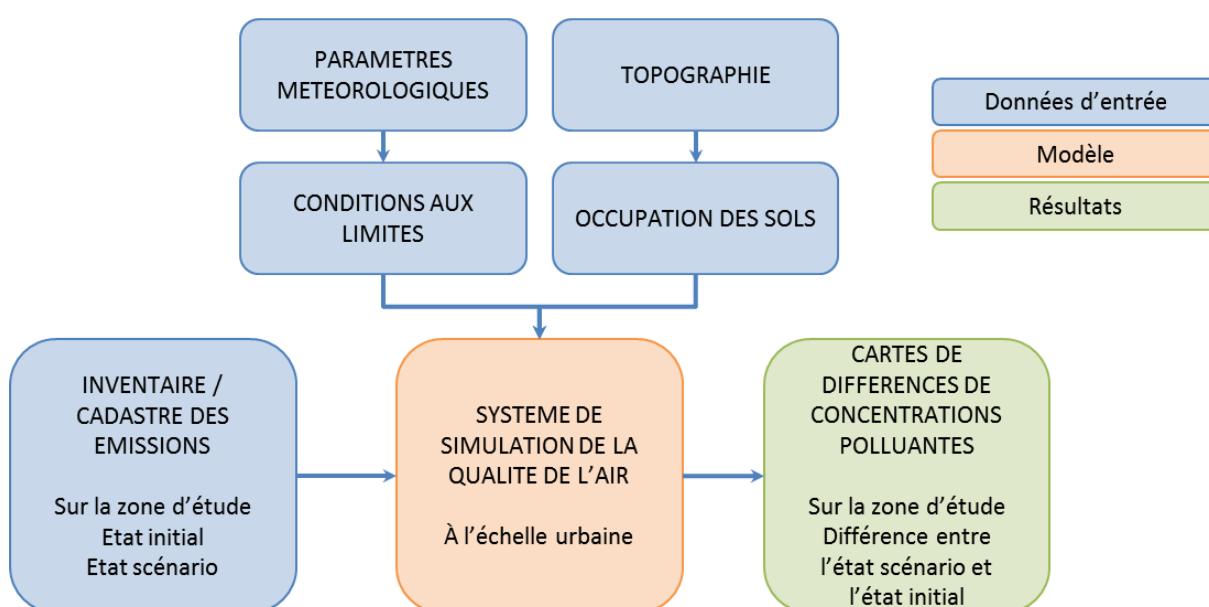 PARAMETRES
METEOROLOGIQUES
TOPOGRAPHIE
Données d'entrée
Modèle
Résultats
CONDITIONS AUX
LIMITES
OCCUPATION DES SOLS
INVENTAIRE /
CADASTRE DES
EMISSIONS
Sur la zone d'étude
Etat initial
Etat scénario
SYSTEME DE
SIMULATION DE LA
QUALITE DE L'AIR
À l'échelle urbaine
CARTES DE
DIFFERENCES DE
CONCENTRATIONS
POLLUANTES
Sur la zone d'étude
Différence entre
l'état scénario et
l'état initial